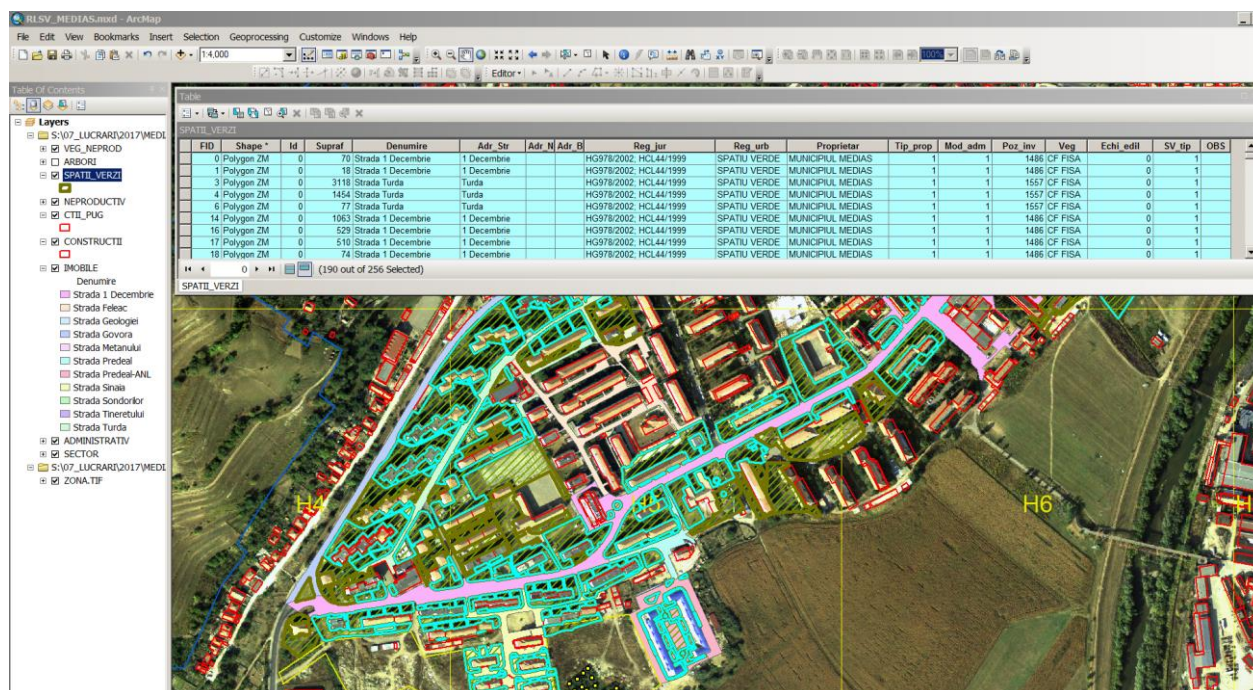 RLSV_MEDIAS.mxd - ArcMap
File Edit View Bookmarks Insert Selection Geoprocessing Customize Windows Help
1:4,000 100%
Editor
Table Of Contents
Layers
S:\07_LUCRARI\2017\MEDI
VEG_NEPROD
ARBORI
SPATII_VERZI
NEPRODUCTIV
CTII_PUG
CONSTRUCTII
IMOBILE
Denumire
Strada 1 Decembrie
Strada Feleac
Strada Geologiei
Strada Govora
Strada Metanului
Strada Predeal
Strada Predeal-ANL
Strada Sinaia
Strada Sondorilor
Strada Tineretului
Strada Turda
ADMINISTRATIV
SECTOR
S:\07_LUCRARI\2017\MEDI
ZONA.TIF
Table
SPATII_VERZI
FID Shape * Id Supraf Denumire Adr_Str Adr_N Adr_B Reg_jur Reg_urb Proprietar Tip_prop Mod_adm Poz_inv Veg Echi_edil SV_tip OBS
0 Polygon ZM 0 70 Strada 1 Decembrie 1 Decembrie HG978/2002; HCL44/1999 SPATIU VERDE MUNICIPIUL MEDIAS 1 1 1486 CF FISA 0 1
1 Polygon ZM 0 18 Strada 1 Decembrie 1 Decembrie HG978/2002; HCL44/1999 SPATIU VERDE MUNICIPIUL MEDIAS 1 1 1486 CF FISA 0 1
3 Polygon ZM 0 3118 Strada Turda Turda HG978/2002; HCL44/1999 SPATIU VERDE MUNICIPIUL MEDIAS 1 1 1557 CF FISA 0 1
4 Polygon ZM 0 1454 Strada Turda Turda HG978/2002; HCL44/1999 SPATIU VERDE MUNICIPIUL MEDIAS 1 1 1557 CF FISA 0 1
6 Polygon ZM 0 77 Strada Turda Turda HG978/2002; HCL44/1999 SPATIU VERDE MUNICIPIUL MEDIAS 1 1 1557 CF FISA 0 1
14 Polygon ZM 0 1063 Strada 1 Decembrie 1 Decembrie HG978/2002; HCL44/1999 SPATIU VERDE MUNICIPIUL MEDIAS 1 1 1486 CF FISA 0 1
16 Polygon ZM 0 529 Strada 1 Decembrie 1 Decembrie HG978/2002; HCL44/1999 SPATIU VERDE MUNICIPIUL MEDIAS 1 1 1486 CF FISA 0 1
17 Polygon ZM 0 510 Strada 1 Decembrie 1 Decembrie HG978/2002; HCL44/1999 SPATIU VERDE MUNICIPIUL MEDIAS 1 1 1486 CF FISA 0 1
18 Polygon ZM 0 74 Strada 1 Decembrie 1 Decembrie HG978/2002; HCL44/1999 SPATIU VERDE MUNICIPIUL MEDIAS 1 1 1486 CF FISA 0 1
0 (190 out of 256 Selected)
SPATII_VERZI
H4 H5 H6 H